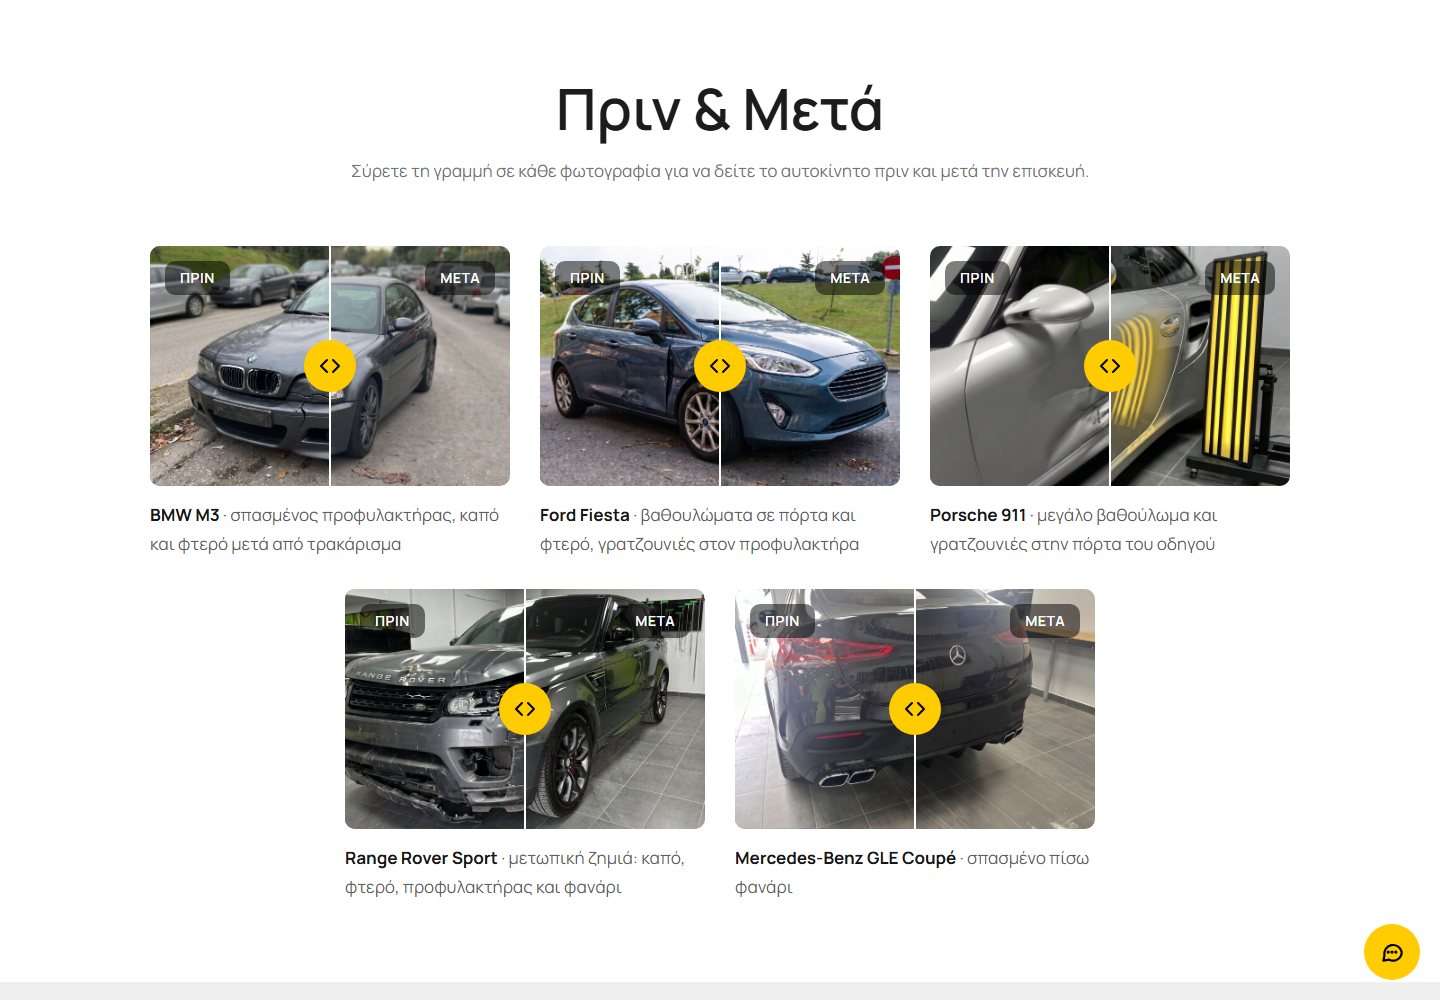 Πριν & Μετά
Σύρετε τη γραμμή σε κάθε φωτογραφία για να δείτε το αυτοκίνητο πριν και μετά την επισκευή.
ΠΡΙΝ
ΜΕΤΑ
ΠΡΙΝ
ΜΕΤΑ
ΠΡΙΝ
ΜΕΤΑ
BMW M3 · σπασμένος προφυλακτήρας, καπό
και φτερό μετά από τρακάρισμα
Ford Fiesta · βαθουλώματα σε πόρτα και
φτερό, γρατζουνιές στον προφυλακτήρα
Porsche 911 · μεγάλο βαθούλωμα και
γρατζουνιές στην πόρτα του οδηγού
ΠΡΙΝ
ΜΕΤΑ
RANGE ROVER
ΠΡΙΝ
ΜΕΤΑ
Range Rover Sport · μετωπική ζημιά: καπό,
φτερό, προφυλακτήρας και φανάρι
Mercedes-Benz GLE Coupé · σπασμένο πίσω
φανάρι